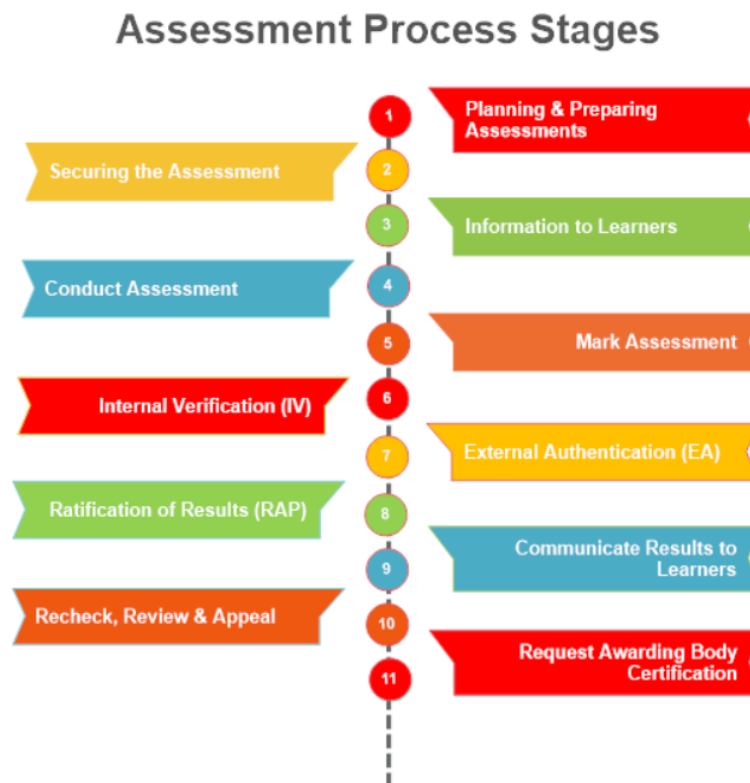 Assessment Process Stages
1
Planning & Preparing
Assessments
Securing the Assessment
2
3
Information to Learners
Conduct Assessment
4
5
Mark Assessment
Internal Verification (IV)
6
7
External Authentication (EA)
Ratification of Results (RAP)
8
9
Communicate Results to
Learners
Recheck, Review & Appeal
10
11
Request Awarding Body
Certification